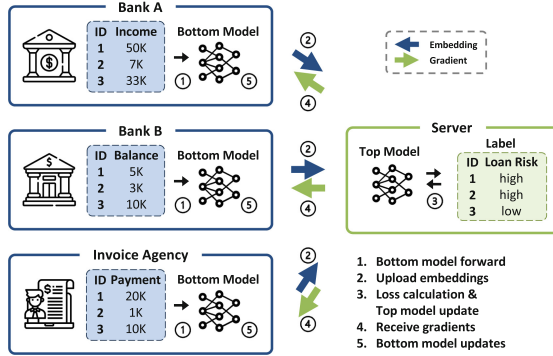 Bank A
ID Income
1 50K
2 7K
3 33K
Bottom Model
1
5
2
4
Embedding
Gradient
Bank B
ID Balance
1 5K
2 3K
3 10K
Bottom Model
1
5
2
4
Server
Top Model
3
Label
ID Loan Risk
1 high
2 high
3 low
Invoice Agency
ID Payment
1 20K
2 1K
3 10K
Bottom Model
1
5
2
4
1. Bottom model forward
2. Upload embeddings
3. Loss calculation &
Top model update
4. Receive gradients
5. Bottom model updates